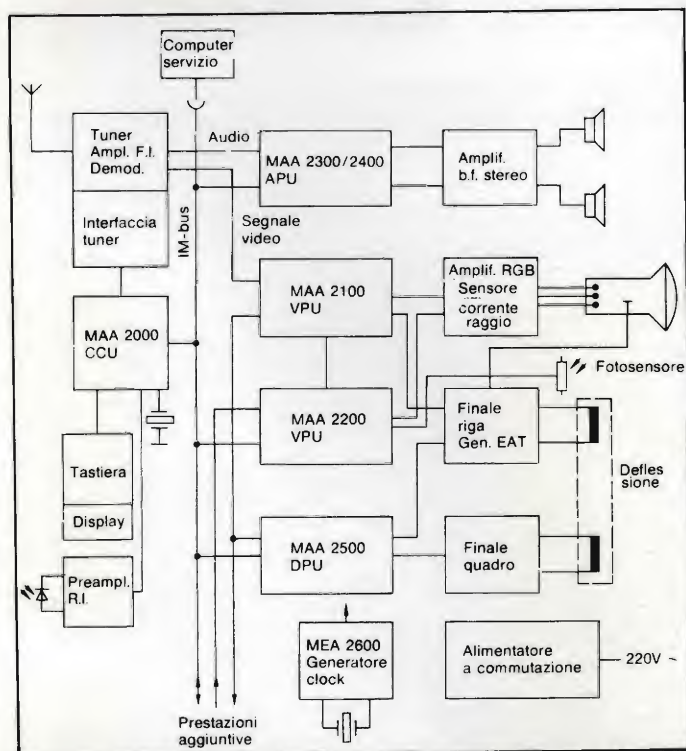 Computer
servizio
Tuner
Ampl. F.I.
Demod.
Audio
MAA 2300/2400
APU
Amplif.
b.f. stereo
Interfaccia
tuner
IM-bus
Segnale
video
MAA 2100
VPU
Amplif. RGB
Sensore
corrente
raggio
MAA 2000
CCU
Fotosensore
MAA 2200
VPU
Finale
riga
Gen. EAT
Tastiera
Display
Defles
sione
MAA 2500
DPU
Finale
quadro
Preampl.
R.I.
MEA 2600
Generatore
clock
Alimentatore
a commutazione
220V ~
Prestazioni
aggiuntive